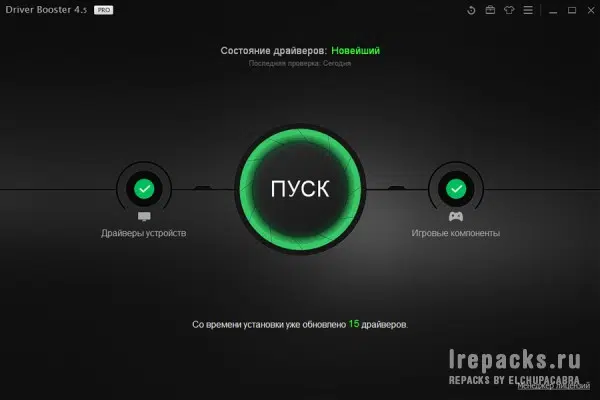 Driver Booster 4.5 PRO
Состояние драйверов: Новейший
Последняя проверка: Сегодня
ПУСК
Драйверы устройств
Игровые компоненты
Со времени установки уже обновлено 15 драйверов.
1repacks.ru
REPACKS BY ELCHUPACABRA
Менеджер лицензий